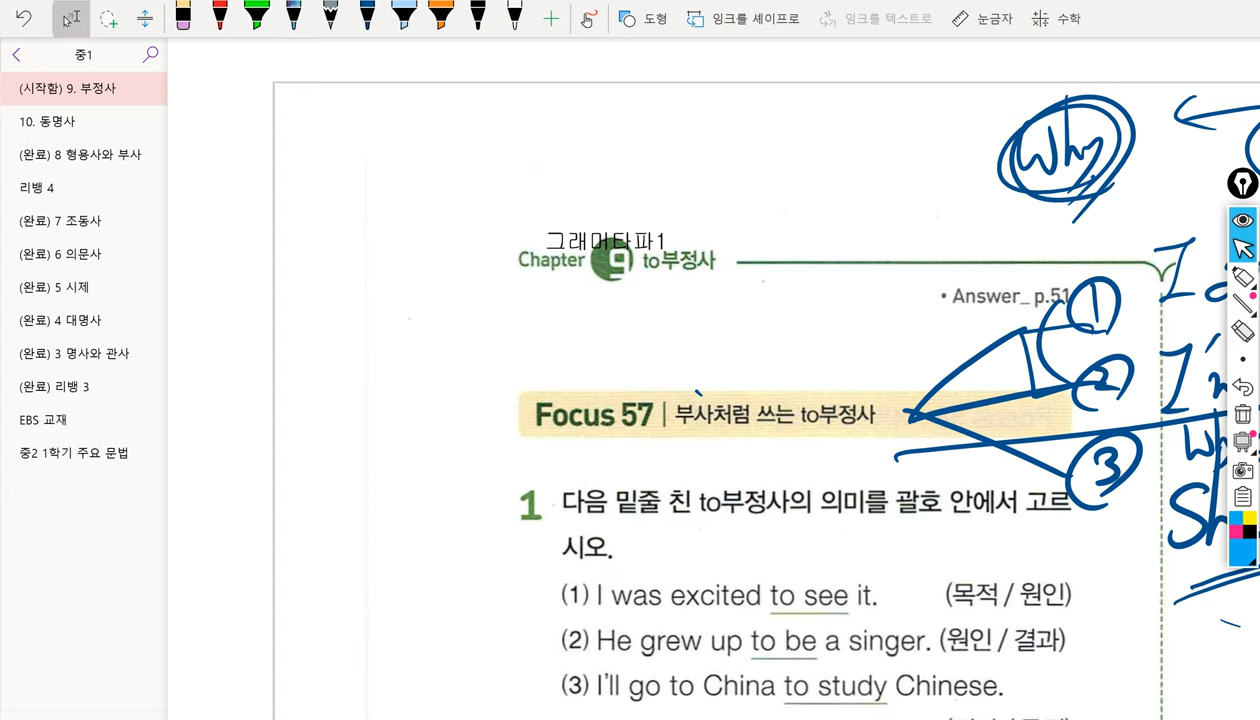 도형
잉크를 셰이프로
잉크를 텍스트로
눈금자
수학
중1
(시작함) 9. 부정사
10. 동명사
(완료) 8 형용사와 부사
리뱅 4
(완료) 7 조동사
(완료) 6 의문사
(완료) 5 시제
(완료) 4 대명사
(완료) 3 명사와 관사
(완료) 리뱅 3
EBS 교재
중2 1학기 주요 문법
Why
그래머타파1
Chapter 9 to부정사
• Answer_ p.51
1
2
3
I
I'm
Sh
Focus 57 | 부사처럼 쓰는 to부정사
1 다음 밑줄 친 to부정사의 의미를 괄호 안에서 고르
시오.
(1) I was excited to see it. (목적 / 원인)
(2) He grew up to be a singer. (원인 / 결과)
(3) I'll go to China to study Chinese.